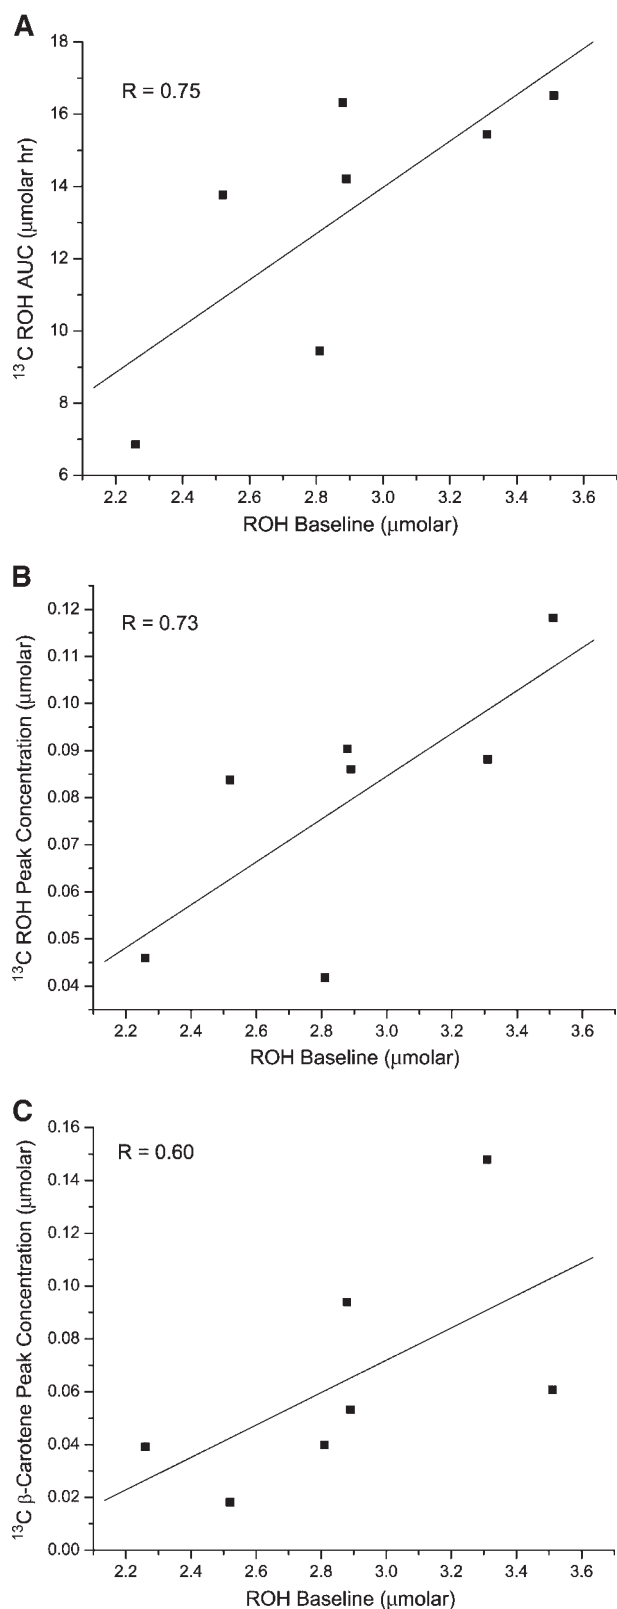 A
18
R = 0.75
16
14
12
10
8
6
¹³C ROH AUC (μmolar hr)
2.2 2.4 2.6 2.8 3.0 3.2 3.4 3.6
ROH Baseline (μmolar)
B
0.12
R = 0.73
0.11
0.10
0.09
0.08
0.07
0.06
0.05
0.04
¹³C ROH Peak Concentration (μmolar)
2.2 2.4 2.6 2.8 3.0 3.2 3.4 3.6
ROH Baseline (μmolar)
C
0.16
R = 0.60
0.14
0.12
0.10
0.08
0.06
0.04
0.02
0.00
¹³C β-Carotene Peak Concentration (μmolar)
2.2 2.4 2.6 2.8 3.0 3.2 3.4 3.6
ROH Baseline (μmolar)